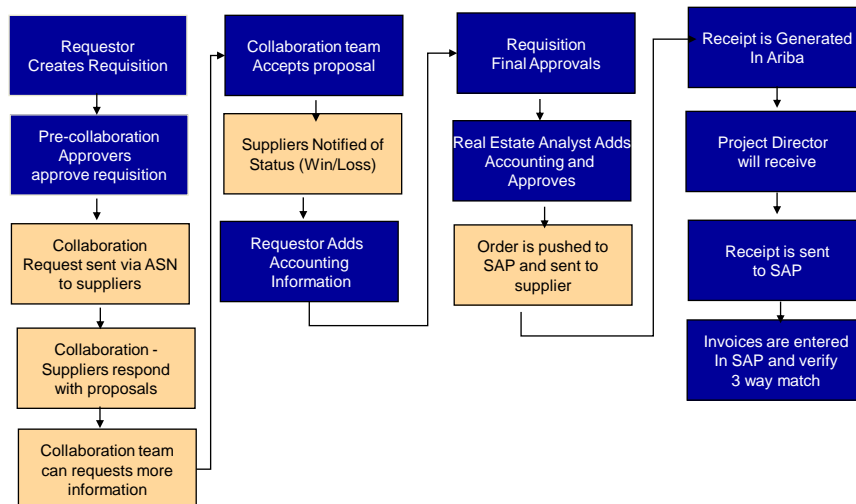 Requestor
Creates Requisition
Pre-collaboration
Approvers
approve requisition
Collaboration
Request sent via ASN
to suppliers
Collaboration -
Suppliers respond
with proposals
Collaboration team
can requests more
information
Collaboration team
Accepts proposal
Suppliers Notified of
Status (Win/Loss)
Requestor Adds
Accounting
Information
Requisition
Final Approvals
Real Estate Analyst Adds
Accounting and
Approves
Order is pushed to
SAP and sent to
supplier
Receipt is Generated
In Ariba
Project Director
will receive
Receipt is sent
to SAP
Invoices are entered
In SAP and verify
3 way match